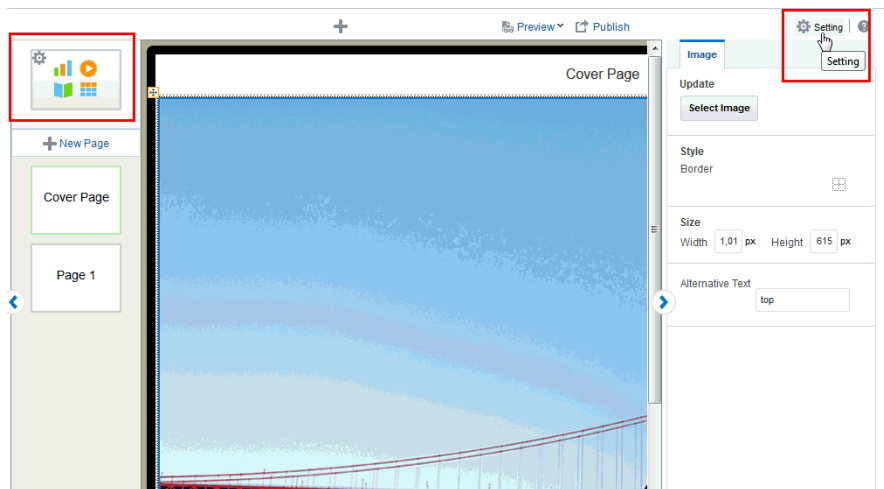 Preview Publish Setting
Setting
New Page
Cover Page
Page 1
Cover Page
Image
Update
Select Image
Style
Border
Size
Width 1,01 px Height 615 px
Alternative Text
top